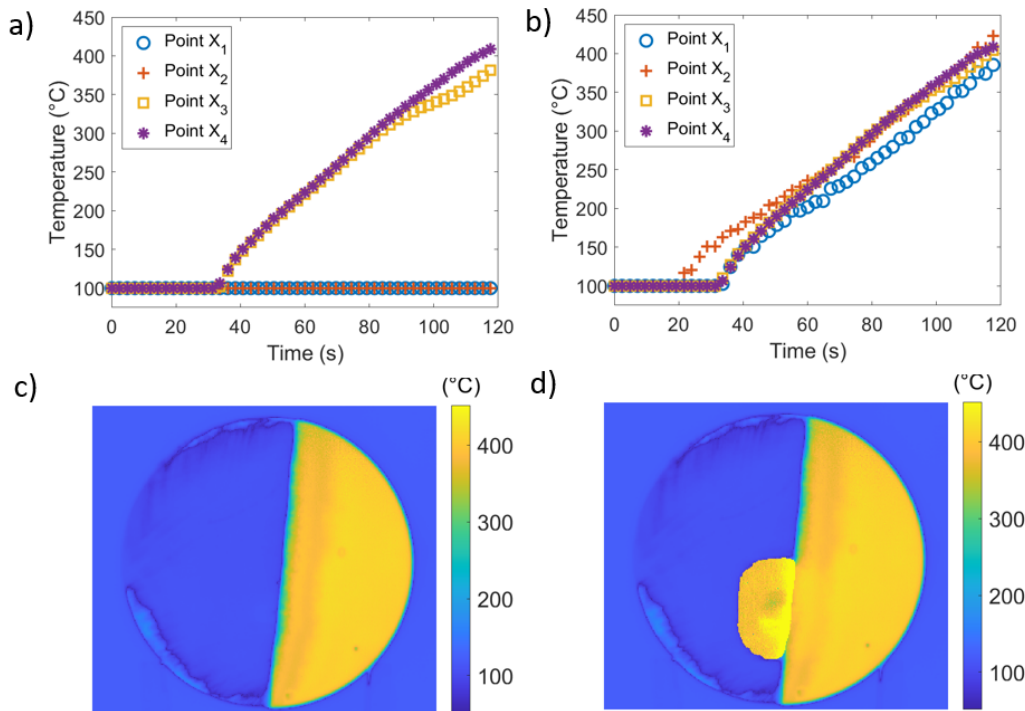 a)
450
400
350
300
250
200
150
100
Temperature (°C)
Point X1
Point X2
Point X3
Point X4
0 20 40 60 80 100 120
Time (s)
b)
450
400
350
300
250
200
150
100
Temperature (°C)
Point X1
Point X2
Point X3
Point X4
0 20 40 60 80 100 120
Time (s)
c)
(°C)
400
300
200
100
d)
(°C)
400
300
200
100